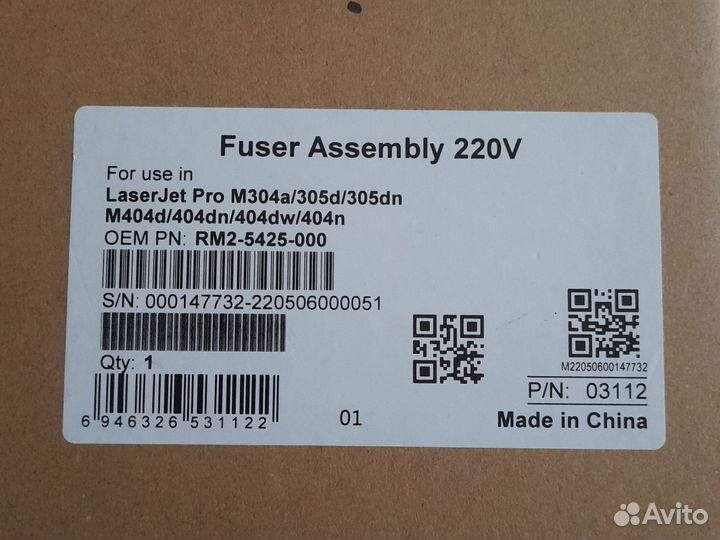 Fuser Assembly 220V
For use in
LaserJet Pro M304a/305d/305dn
M404d/404dn/404dw/404n
OEM PN: RM2-5425-000
S/N: 000147732-220506000051
Qty: 1
6 946326 531122
01
M22050600147732
P/N: 03112
Made in China
Avito